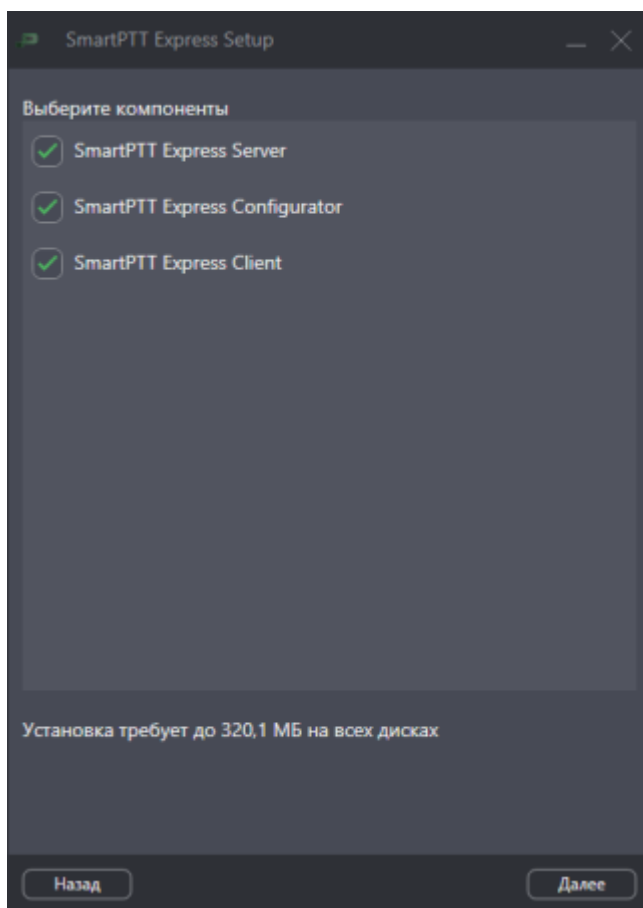 SmartPTT Express Setup
Выберите компоненты
SmartPTT Express Server
SmartPTT Express Configurator
SmartPTT Express Client
Установка требует до 320,1 МБ на всех дисках
Назад
Далее